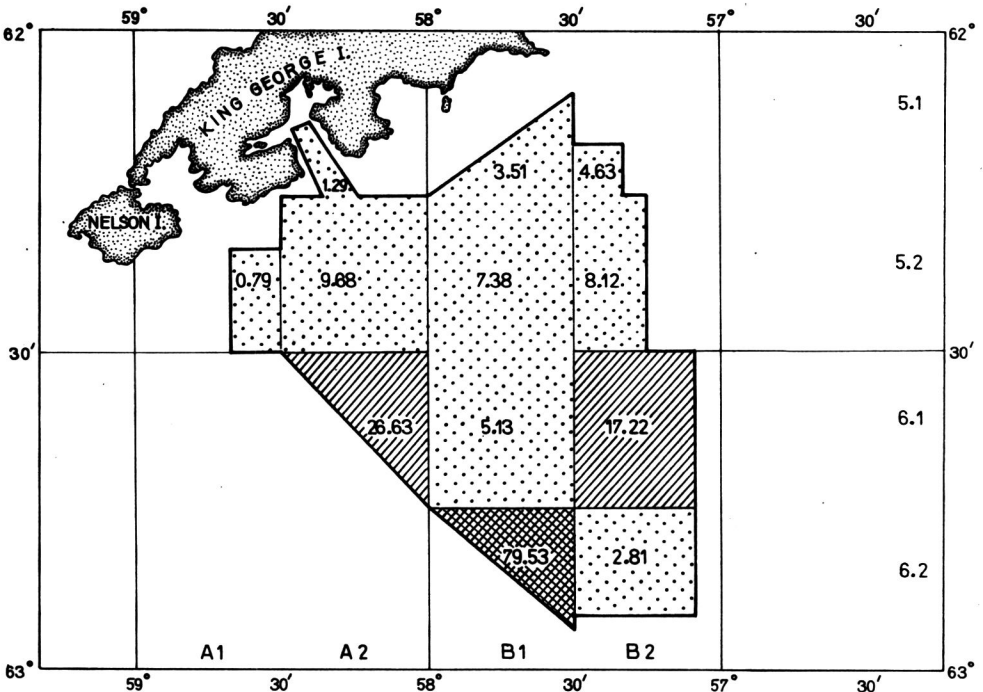 59° 30′ 58° 30′ 57° 30′
62° 62°
KING GEORGE I.
5.1
3.51 4.63
1.29
NELSON I.
5.2
0.79 9.68 7.38 8.12
30′ 30′
26.63 5.13 17.22 6.1
79.53 2.81 6.2
A1 A2 B1 B2
63° 63°
59° 30′ 58° 30′ 57° 30′